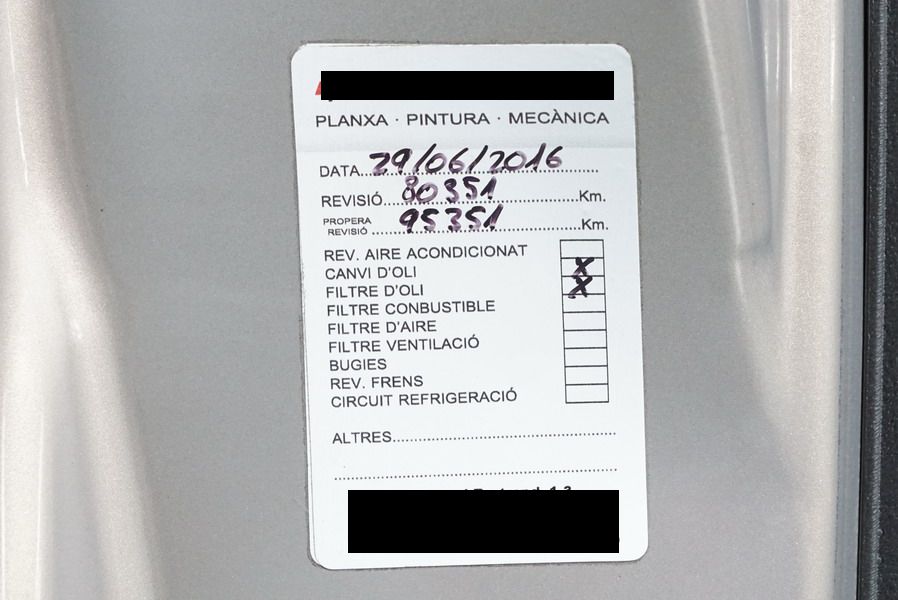 PLANXA · PINTURA · MECÀNICA
DATA...29/06/2016
REVISIÓ...80351...Km.
PROPERA REVISIÓ...95351...Km.
REV. AIRE ACONDICIONAT
CANVI D'OLI X
FILTRE D'OLI X
FILTRE CONBUSTIBLE
FILTRE D'AIRE
FILTRE VENTILACIÓ
BUGIES
REV. FRENS
CIRCUIT REFRIGERACIÓ
ALTRES...